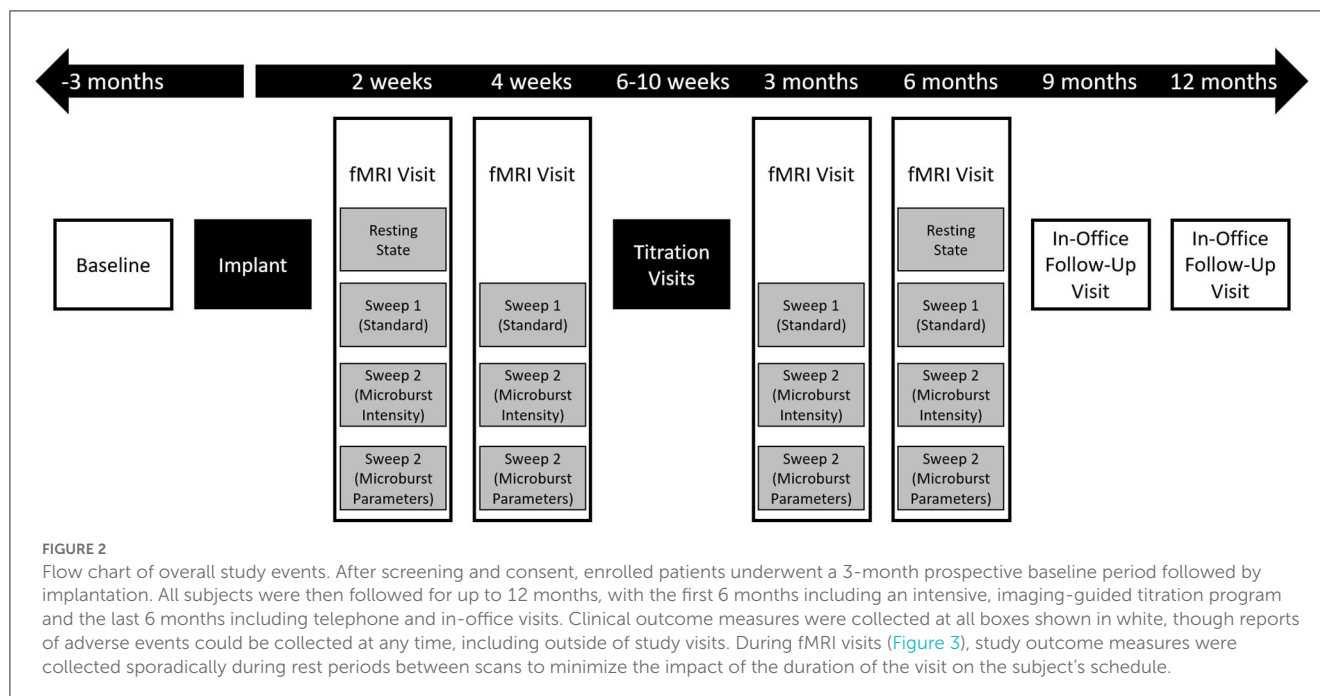 -3 months 2 weeks 4 weeks 6-10 weeks 3 months 6 months 9 months 12 months
Baseline
Implant
fMRI Visit
Resting
State
Sweep 1
(Standard)
Sweep 2
(Microburst
Intensity)
Sweep 2
(Microburst
Parameters)
fMRI Visit
Sweep 1
(Standard)
Sweep 2
(Microburst
Intensity)
Sweep 2
(Microburst
Parameters)
Titration
Visits
fMRI Visit
Sweep 1
(Standard)
Sweep 2
(Microburst
Intensity)
Sweep 2
(Microburst
Parameters)
fMRI Visit
Resting
State
Sweep 1
(Standard)
Sweep 2
(Microburst
Intensity)
Sweep 2
(Microburst
Parameters)
In-Office
Follow-Up
Visit
In-Office
Follow-Up
Visit
FIGURE 2
Flow chart of overall study events. After screening and consent, enrolled patients underwent a 3-month prospective baseline period followed by
implantation. All subjects were then followed for up to 12 months, with the first 6 months including an intensive, imaging-guided titration program
and the last 6 months including telephone and in-office visits. Clinical outcome measures were collected at all boxes shown in white, though reports
of adverse events could be collected at any time, including outside of study visits. During fMRI visits (Figure 3), study outcome measures were
collected sporadically during rest periods between scans to minimize the impact of the duration of the visit on the subject's schedule.